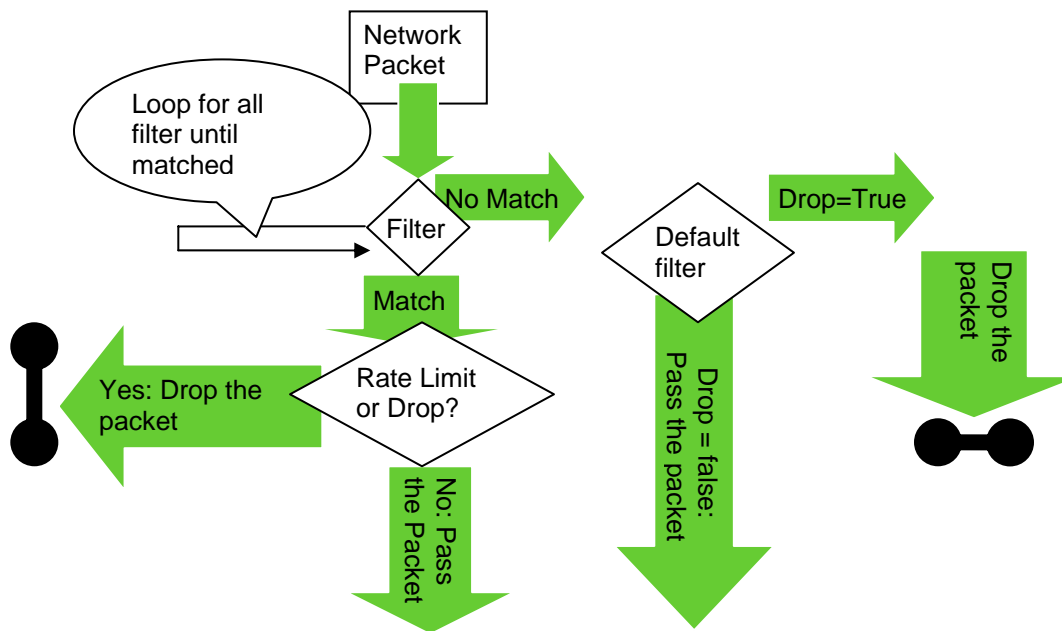 Network
Packet
Loop for all
filter until
matched
No Match
Drop=True
Filter
Default
filter
Match
Drop the
packet
Rate Limit
or Drop?
Yes: Drop the
packet
Drop = false:
Pass the packet
No: Pass
the Packet